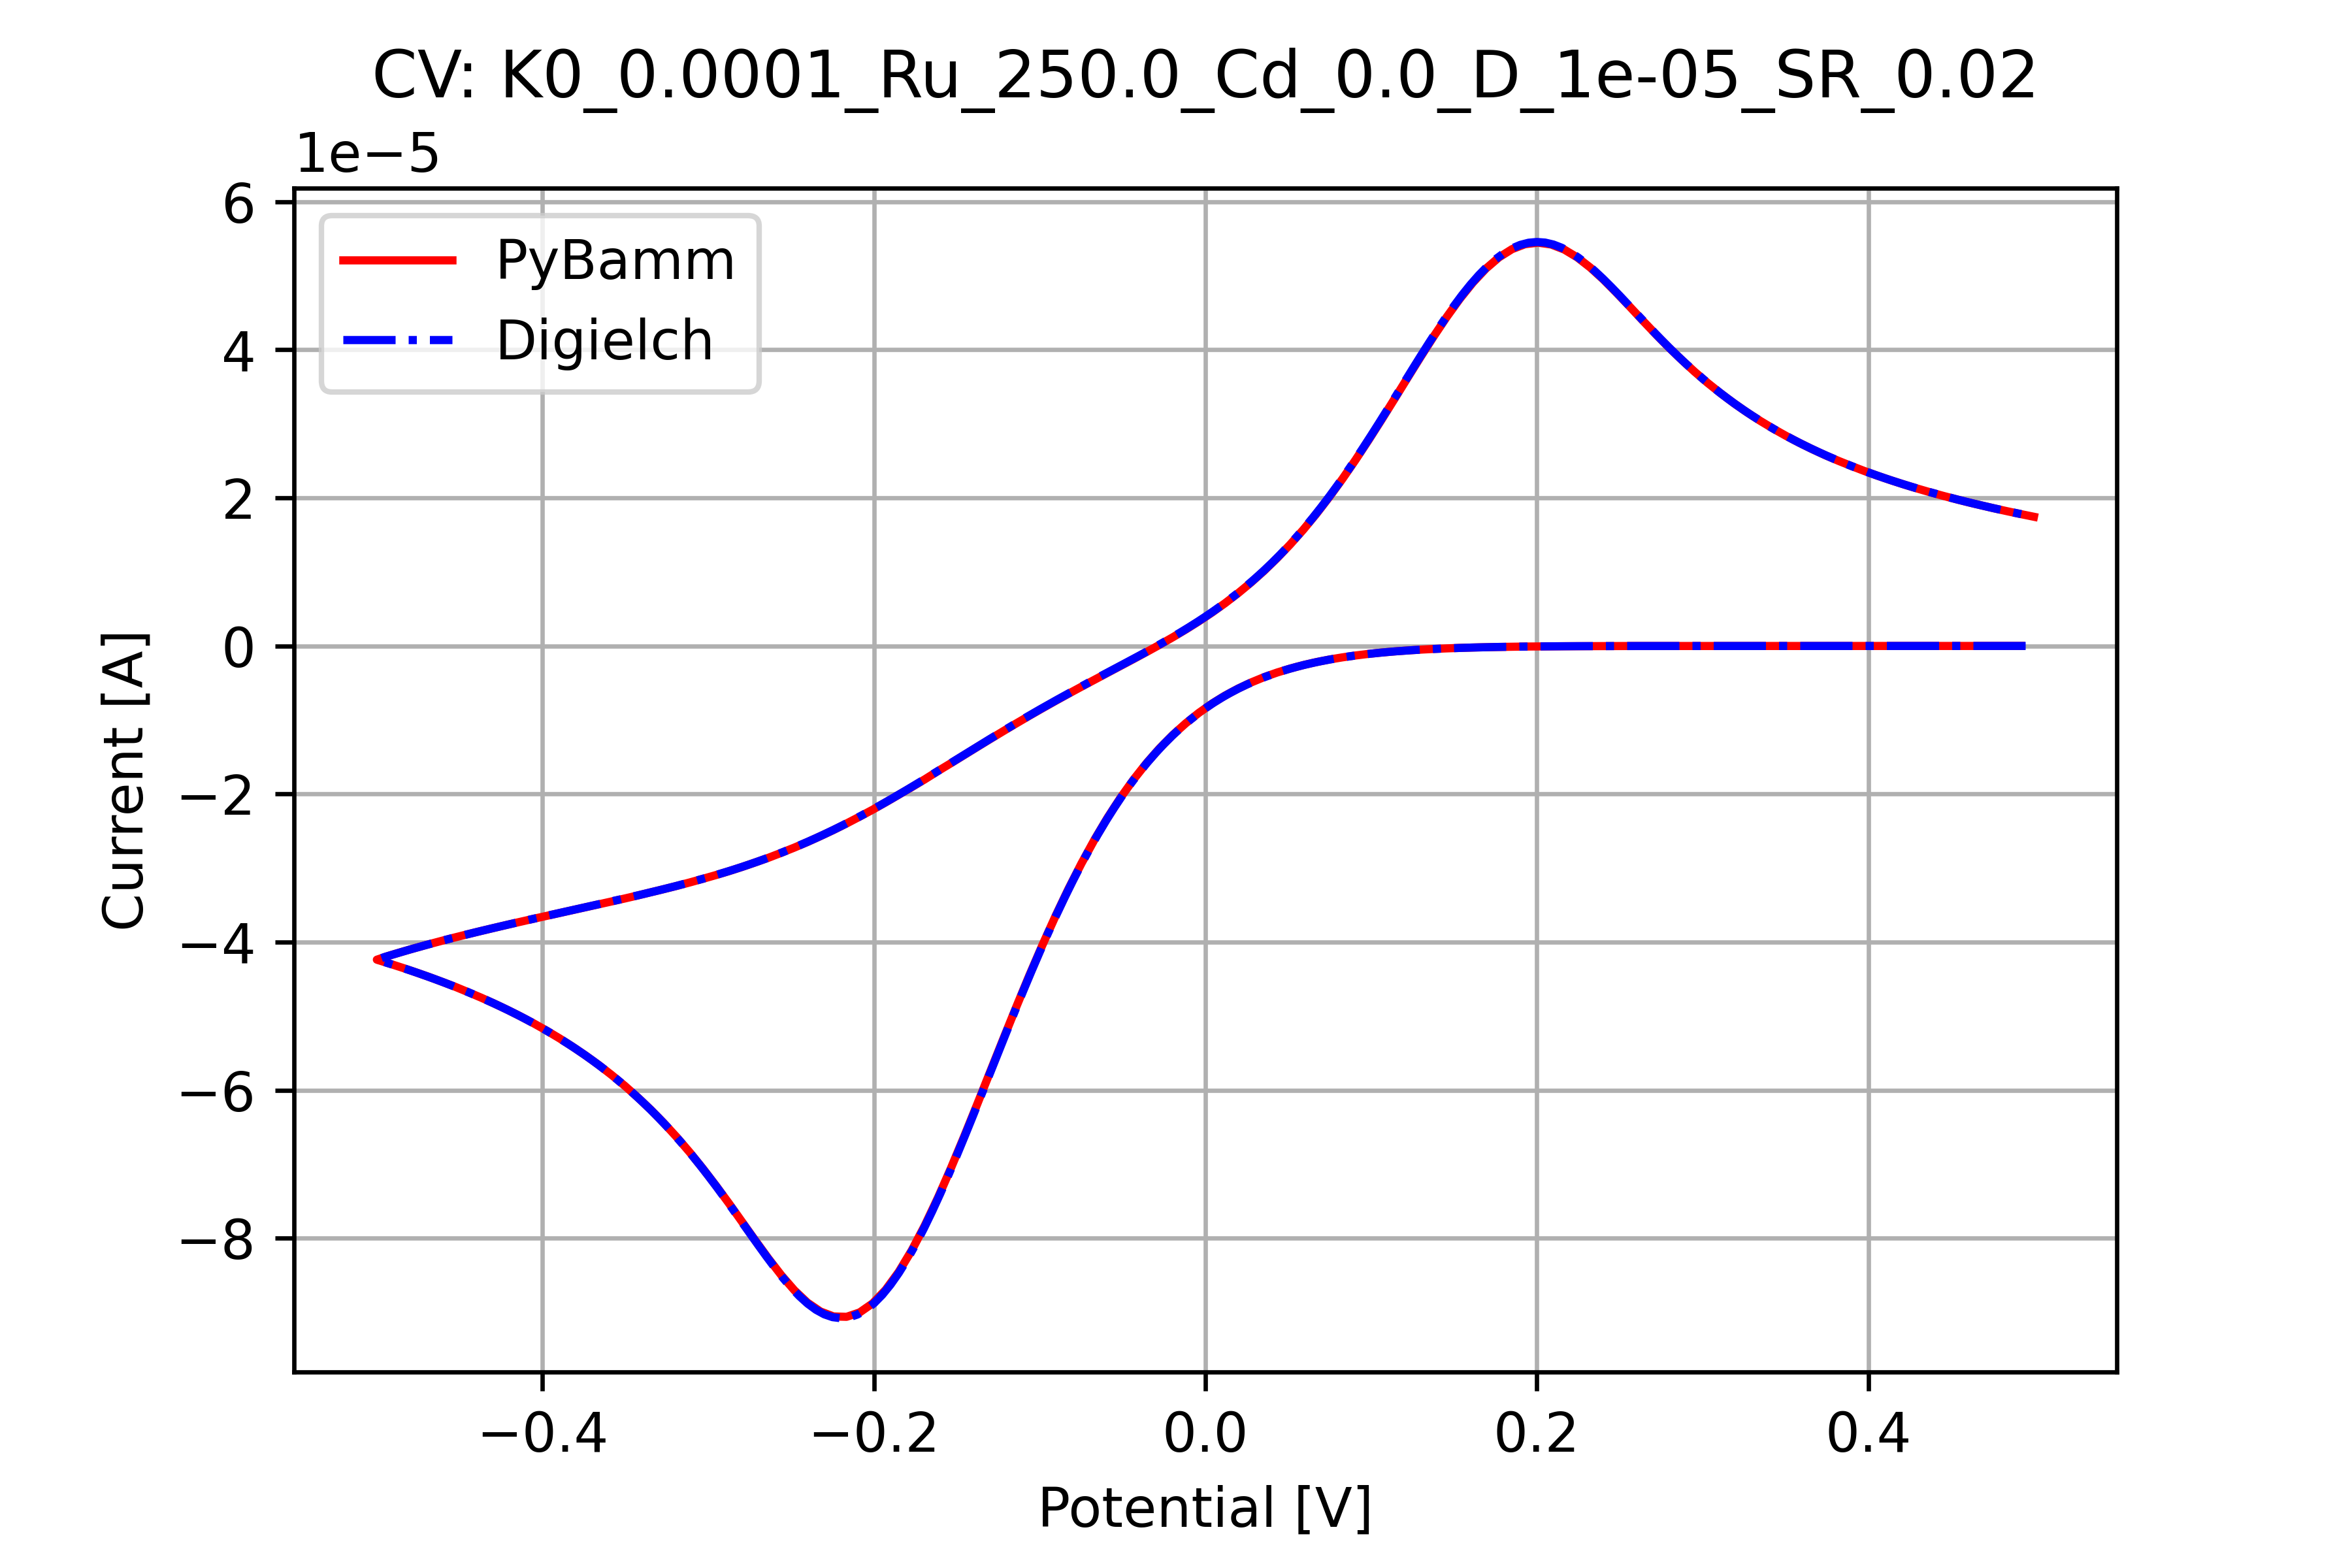 CV: K0_0.0001_Ru_250.0_Cd_0.0_D_1e-05_SR_0.02
1e−5
6
4
2
0
−2
−4
−6
−8
PyBamm
Digielch
Current [A]
−0.4 −0.2 0.0 0.2 0.4
Potential [V]